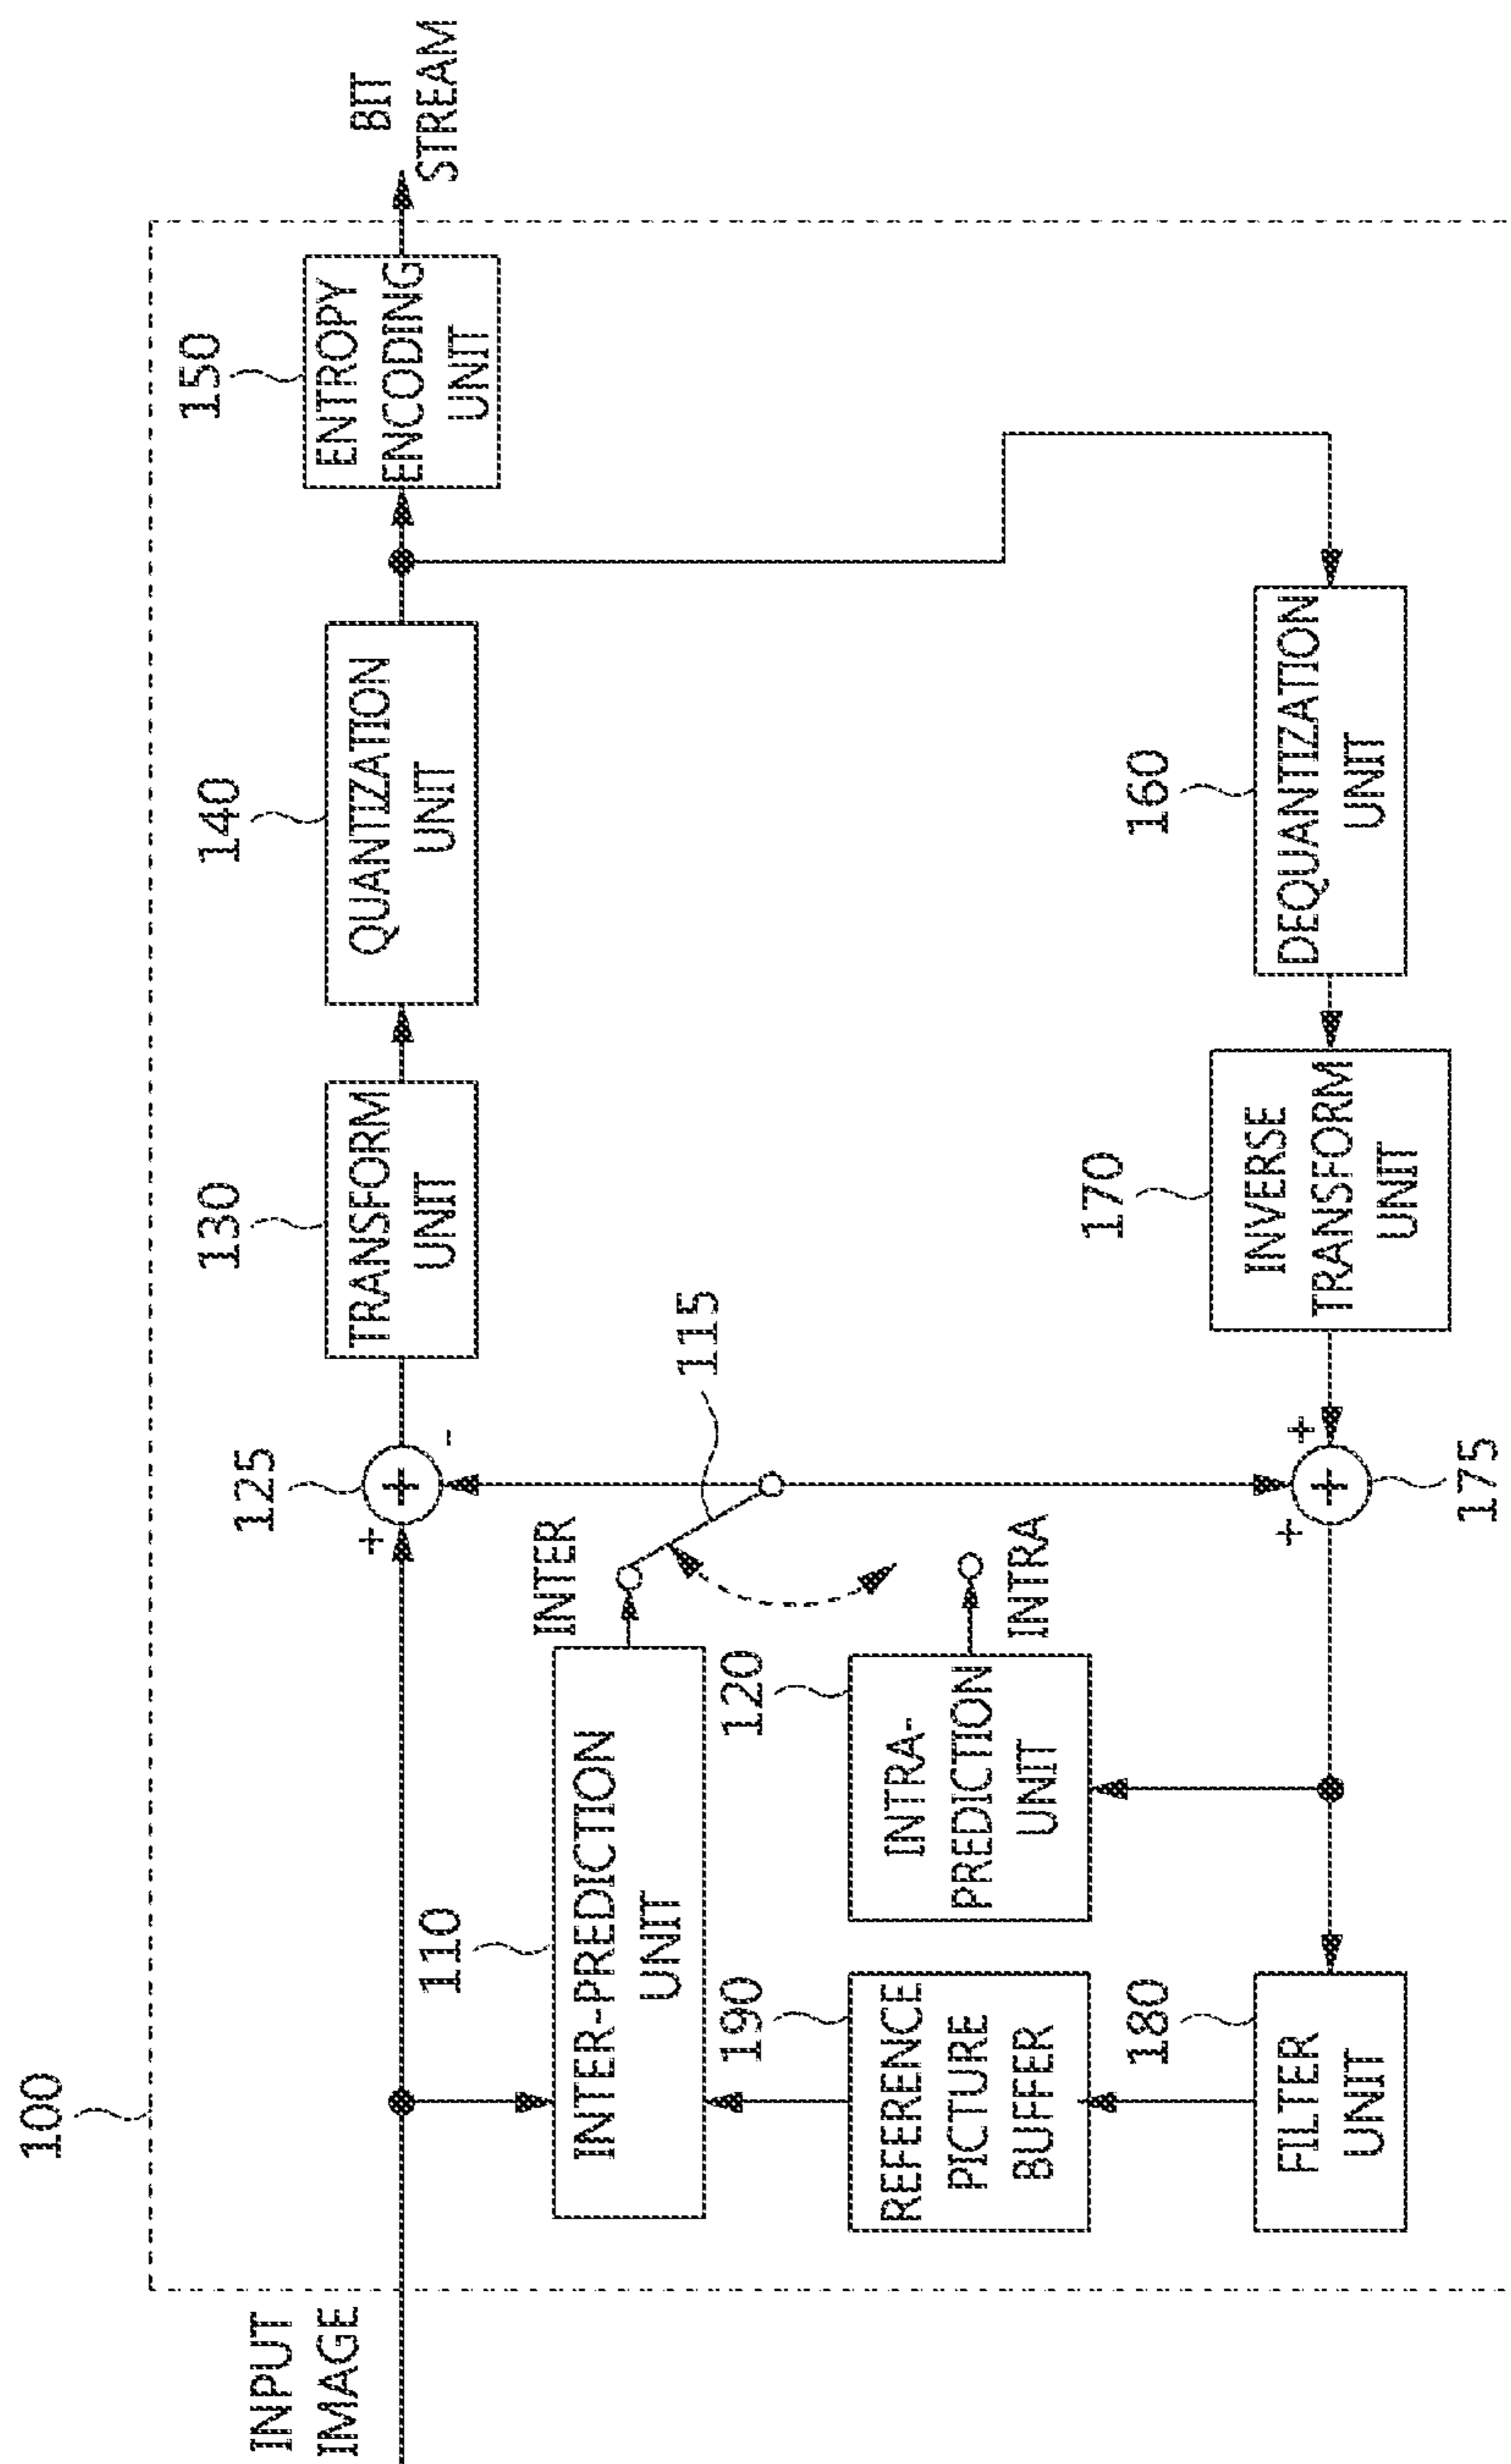 100
INPUT
IMAGE
125
+
+
-
130
TRANSFORM
UNIT
140
QUANTIZATION
UNIT
150
ENTROPY
ENCODING
UNIT
BIT
STREAM
110
INTER-PREDICTION
UNIT
INTER
115
190
REFERENCE
PICTURE
BUFFER
120
INTRA-
PREDICTION
UNIT
INTRA
180
FILTER
UNIT
+
+
+
175
170
INVERSE
TRANSFORM
UNIT
160
DEQUANTIZATION
UNIT